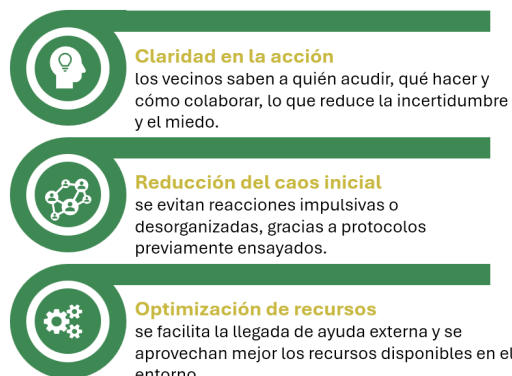 Claridad en la acción
los vecinos saben a quién acudir, qué hacer y
cómo colaborar, lo que reduce la incertidumbre
y el miedo.
Reducción del caos inicial
se evitan reacciones impulsivas o
desorganizadas, gracias a protocolos
previamente ensayados.
Optimización de recursos
se facilita la llegada de ayuda externa y se
aprovechan mejor los recursos disponibles en el
entorno